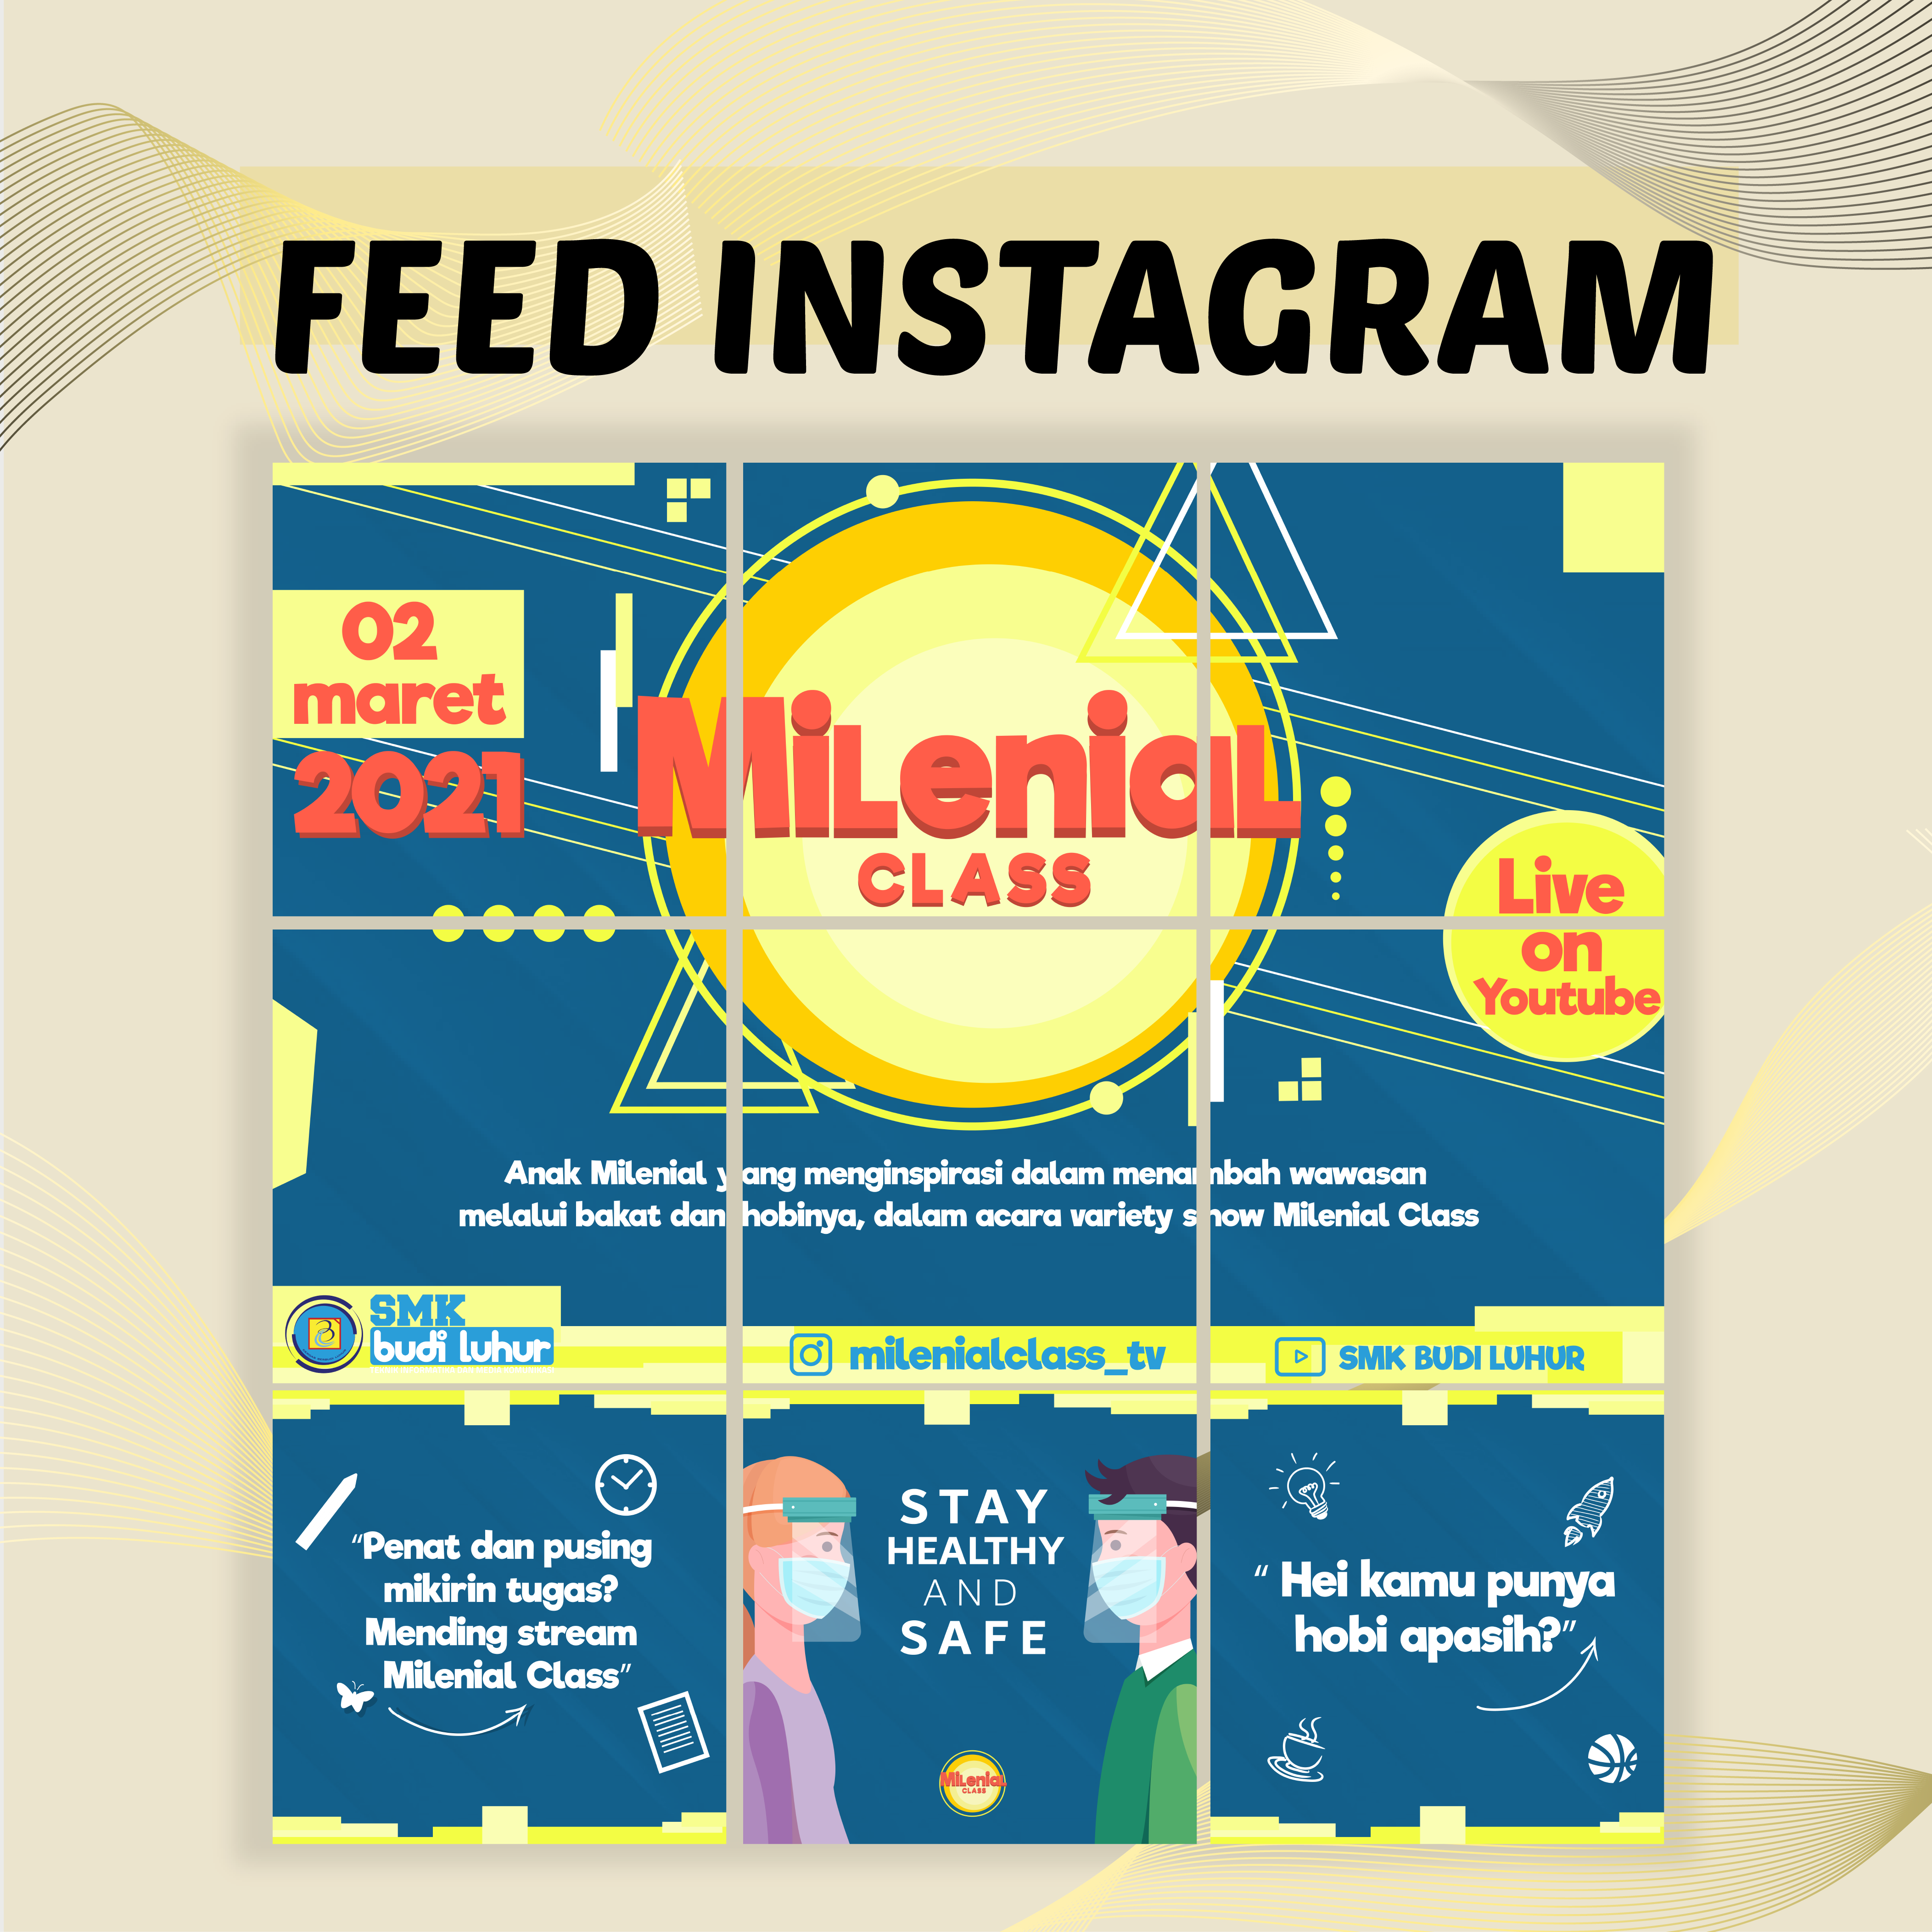 FEED INSTAGRAM
02
maret
2021
MiLeniaL
CLASS
Live
on
Youtube
Anak Milenial yang menginspirasi dalam menambah wawasan
melalui bakat dan hobinya, dalam acara variety show Milenial Class
SMK
budi luhur
milenialclass_tv
SMK BUDI LUHUR
“Penat dan pusing
mikirin tugas?
Mending stream
Milenial Class”
STAY
HEALTHY
AND
SAFE
MiLeniaL
CLASS
“ Hei kamu punya
hobi apasih?”